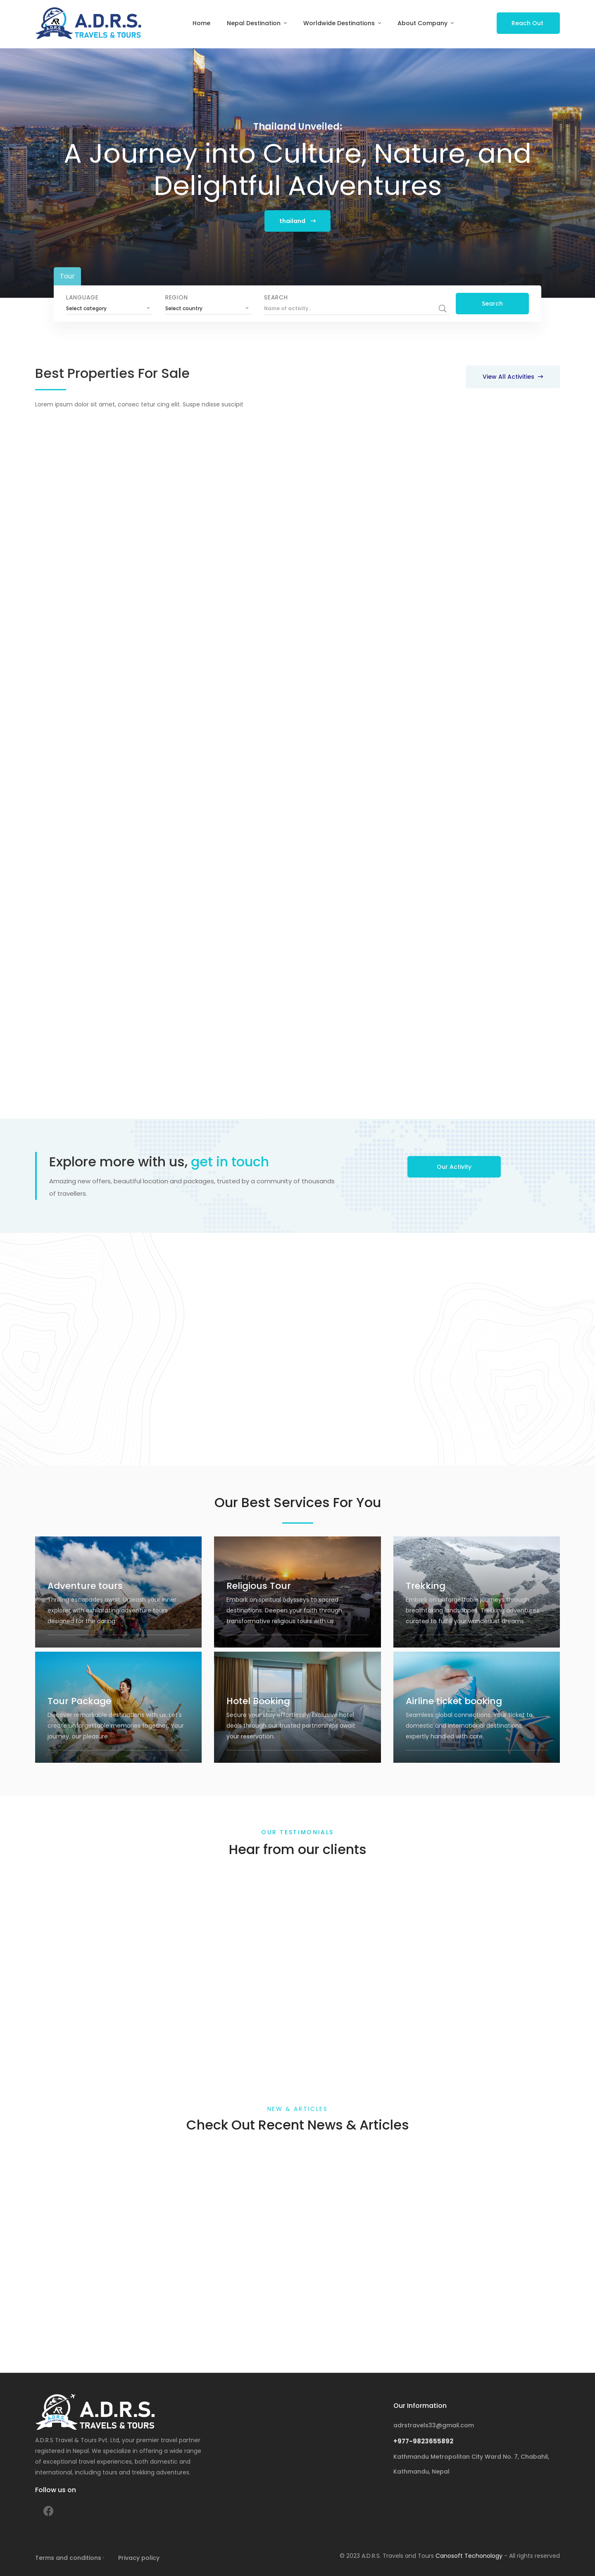 A.D.R.S.
TRAVELS & TOURS
Home
Nepal Destination
Worldwide Destinations
About Company
Reach Out
Thailand Unveiled:
A Journey into Culture, Nature, and
Delightful Adventures
thailand
Tour
LANGUAGE
Select category
REGION
Select country
SEARCH
Name of activity..
Search
Best Properties For Sale
View All Activities
Lorem ipsum dolor sit amet, consec tetur cing elit. Suspe ndisse suscipit
Explore more with us, get in touch
Amazing new offers, beautiful location and packages, trusted by a community of thousands
of travellers.
Our Activity
Our Best Services For You
Adventure tours
Thrilling escapades await. Unleash your inner
explorer with exhilarating adventure tours
designed for the daring.
Religious Tour
Embark on spiritual odysseys to sacred
destinations. Deepen your faith through
transformative religious tours with us
Trekking
Embark on unforgettable journeys through
breathtaking landscapes. Trekking adventures
curated to fulfill your wanderlust dreams.
Tour Package
Discover remarkable destinations with us. Let's
create unforgettable memories together. Your
journey, our pleasure.
Hotel Booking
Secure your stay effortlessly. Exclusive hotel
deals through our trusted partnerships await
your reservation.
Airline ticket booking
Seamless global connections. Your ticket to
domestic and international destinations,
expertly handled with care.
OUR TESTIMONIALS
Hear from our clients
NEW & ARTICLES
Check Out Recent News & Articles
A.D.R.S.
TRAVELS & TOURS
A.D.R.S Travel & Tours Pvt. Ltd, your premier travel partner
registered in Nepal. We specialize in offering a wide range
of exceptional travel experiences, both domestic and
international, including tours and trekking adventures.
Follow us on
Our Information
adrstravels33@gmail.com
+977-9823655892
Kathmandu Metropolitan City Ward No. 7, Chabahil,
Kathmandu, Nepal
Terms and conditions ·
Privacy policy
© 2023 A.D.R.S. Travels and Tours Canosoft Techonology - All rights reserved